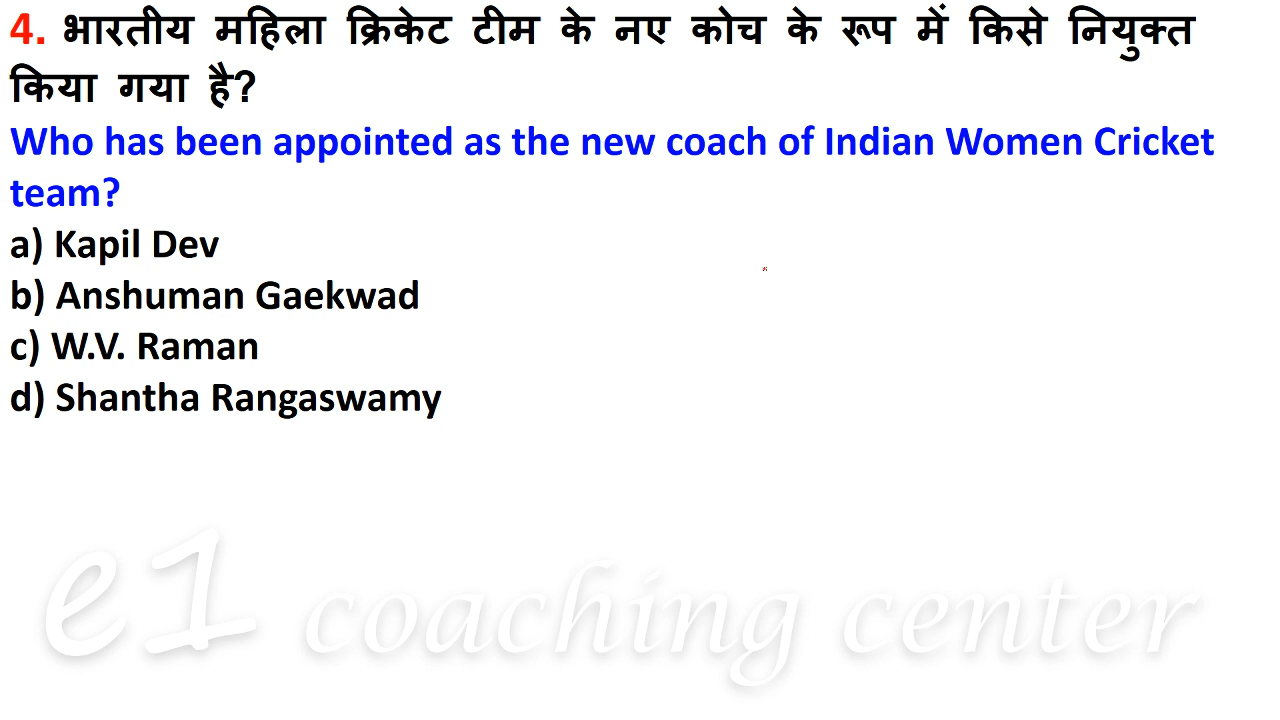 4. भारतीय महिला क्रिकेट टीम के नए कोच के रूप में किसे नियुक्त
किया गया है?
Who has been appointed as the new coach of Indian Women Cricket
team?
a) Kapil Dev
b) Anshuman Gaekwad
c) W.V. Raman
d) Shantha Rangaswamy
e1 coaching center